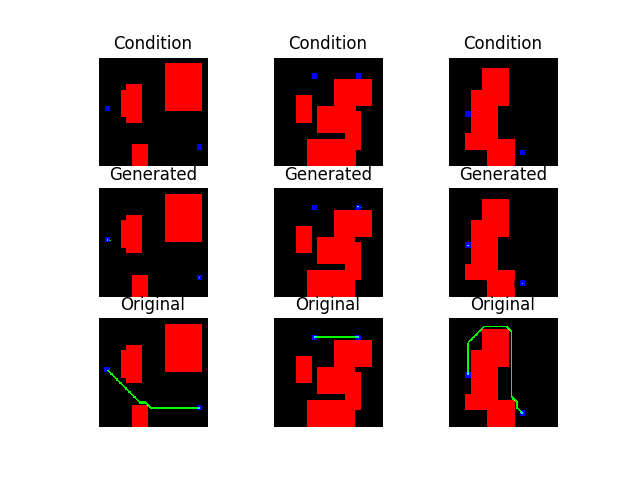 Condition
Condition
Condition
Generated
Generated
Generated
Original
Original
Original